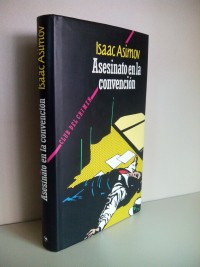 Isaac Asimov
Asesinato en la
convención
CLUB DEL CRIMEN
Asesinato en la convención
Isaac Asimov